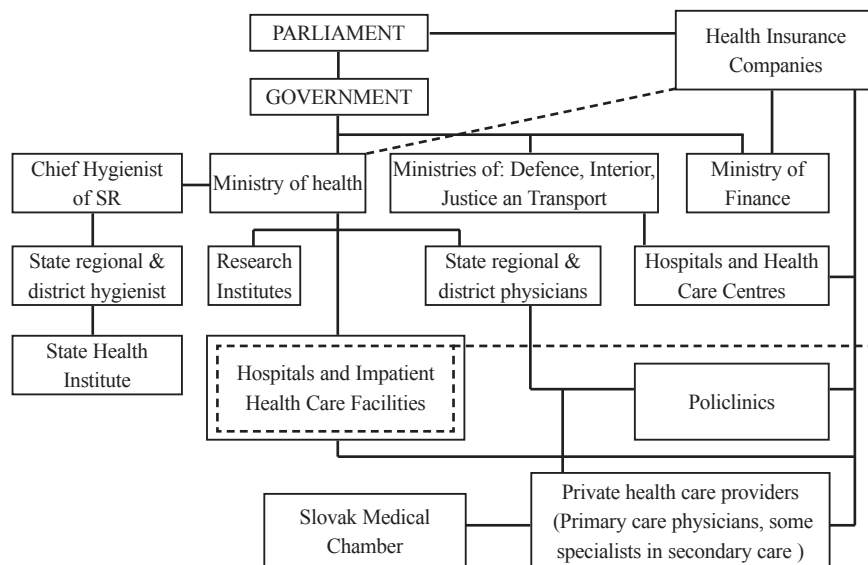 PARLIAMENT
Health Insurance
Companies
GOVERNMENT
Chief Hygienist
of SR
Ministry of health
Ministries of: Defence, Interior,
Justice an Transport
Ministry of
Finance
State regional &
district hygienist
Research
Institutes
State regional &
district physicians
Hospitals and Health
Care Centres
State Health
Institute
Hospitals and Impatient
Health Care Facilities
Policlinics
Slovak Medical
Chamber
Private health care providers
(Primary care physicians, some
specialists in secondary care )